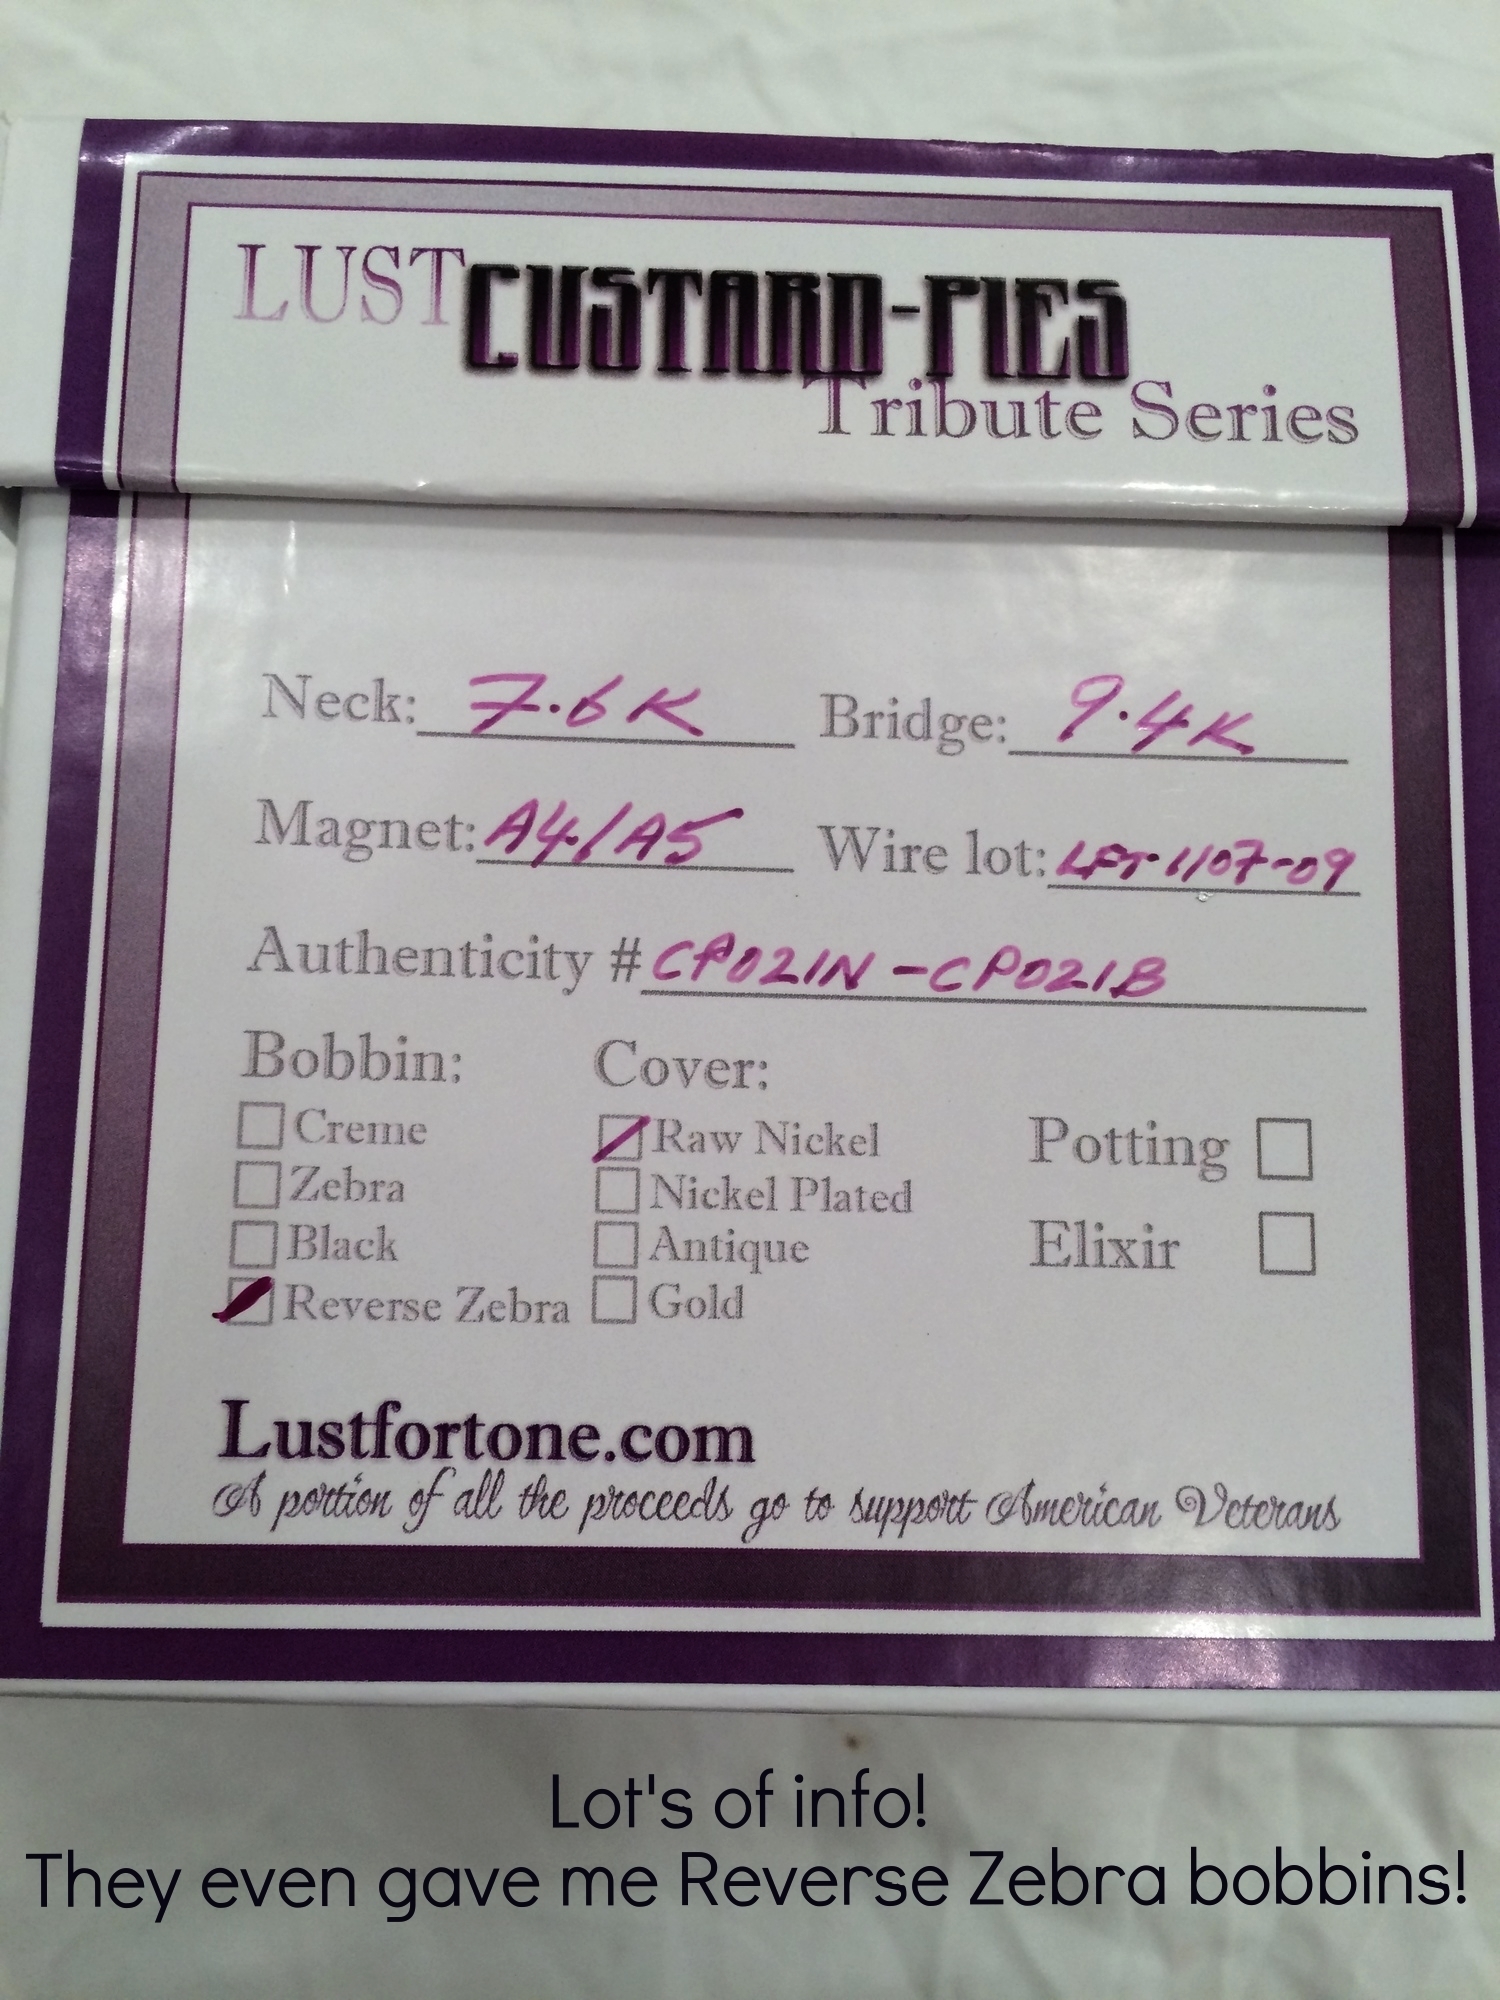 LUST CUSTARD-PIES
Tribute Series
Neck: 7.6K Bridge: 9.4K
Magnet: A4/A5 Wire lot: LFT-1107-09
Authenticity # CP021N-CP021B
Bobbin: Cover:
Creme Raw Nickel Potting
Zebra Nickel Plated
Black Antique Elixir
Reverse Zebra Gold
Lustfortone.com
A portion of all the proceeds go to support American Veterans
Lot's of info!
They even gave me Reverse Zebra bobbins!